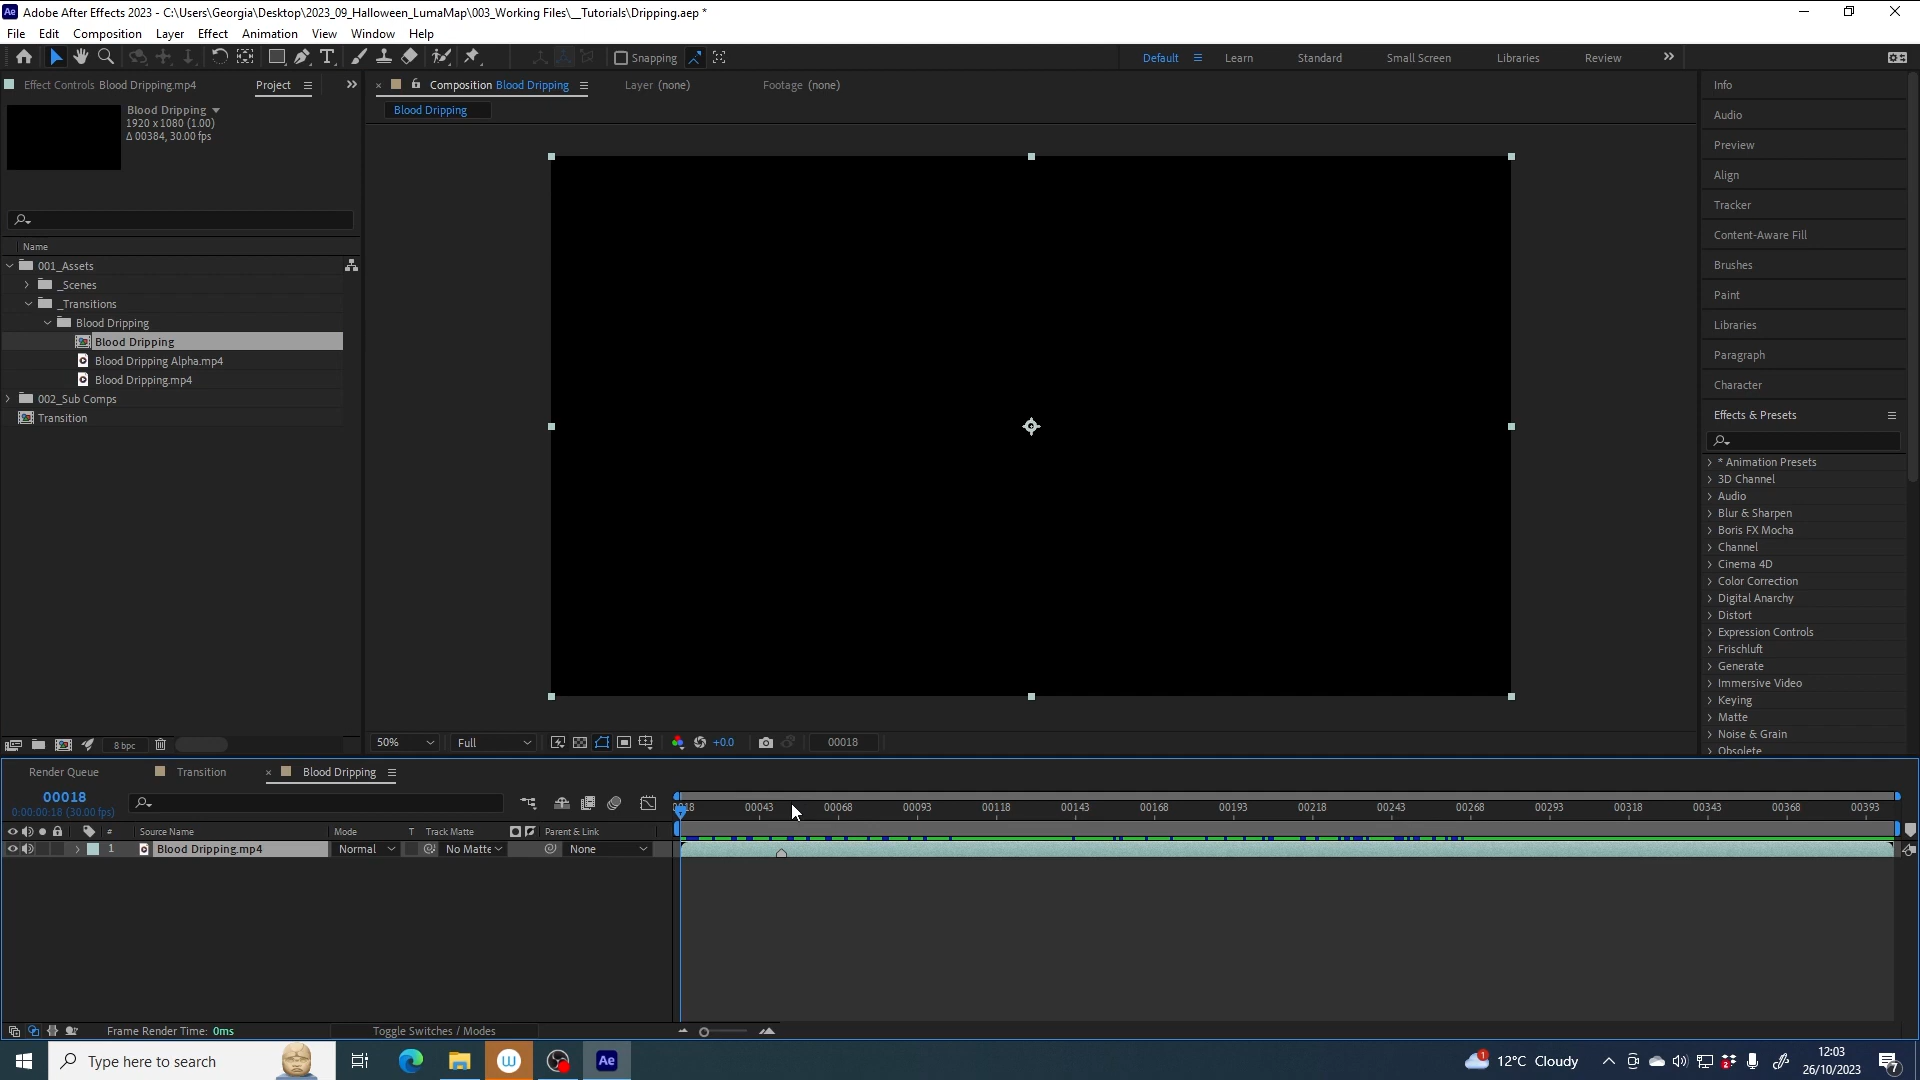 Adobe After Effects 2023 - C:\Users\Georgia\Desktop\2023_09_Halloween_LumaMap\003_Working Files\__Tutorials\Dripping.aep *
File Edit Composition Layer Effect Animation View Window Help
Snapping
Default Learn Standard Small Screen Libraries Review
Effect Controls Blood Dripping.mp4
Project
Composition Blood Dripping
Layer (none)
Footage (none)
Blood Dripping
Blood Dripping
1920 x 1080 (1.00)
Δ 00384, 30.00 fps
Name
001_Assets
_Scenes
_Transitions
Blood Dripping
Blood Dripping
Blood Dripping Alpha.mp4
Blood Dripping.mp4
002_Sub Comps
Transition
8 bpc
50%
Full
+0.0
00018
Info
Audio
Preview
Align
Tracker
Content-Aware Fill
Brushes
Paint
Libraries
Paragraph
Character
Effects & Presets
* Animation Presets
3D Channel
Audio
Blur & Sharpen
Boris FX Mocha
Channel
Cinema 4D
Color Correction
Digital Anarchy
Distort
Expression Controls
Frischluft
Generate
Immersive Video
Keying
Matte
Noise & Grain
Obsolete
Render Queue
Transition
Blood Dripping
00018
0:00:00:18 (30.00 fps)
Source Name Mode T Track Matte Parent & Link
# 
1 Blood Dripping.mp4 Normal No Matte None
0018 00043 00068 00093 00118 00143 00168 00193 00218 00243 00268 00293 00318 00343 00368 00393
Frame Render Time: 0ms
Toggle Switches / Modes
Type here to search
Ae
12°C Cloudy
12:03
26/10/2023
7